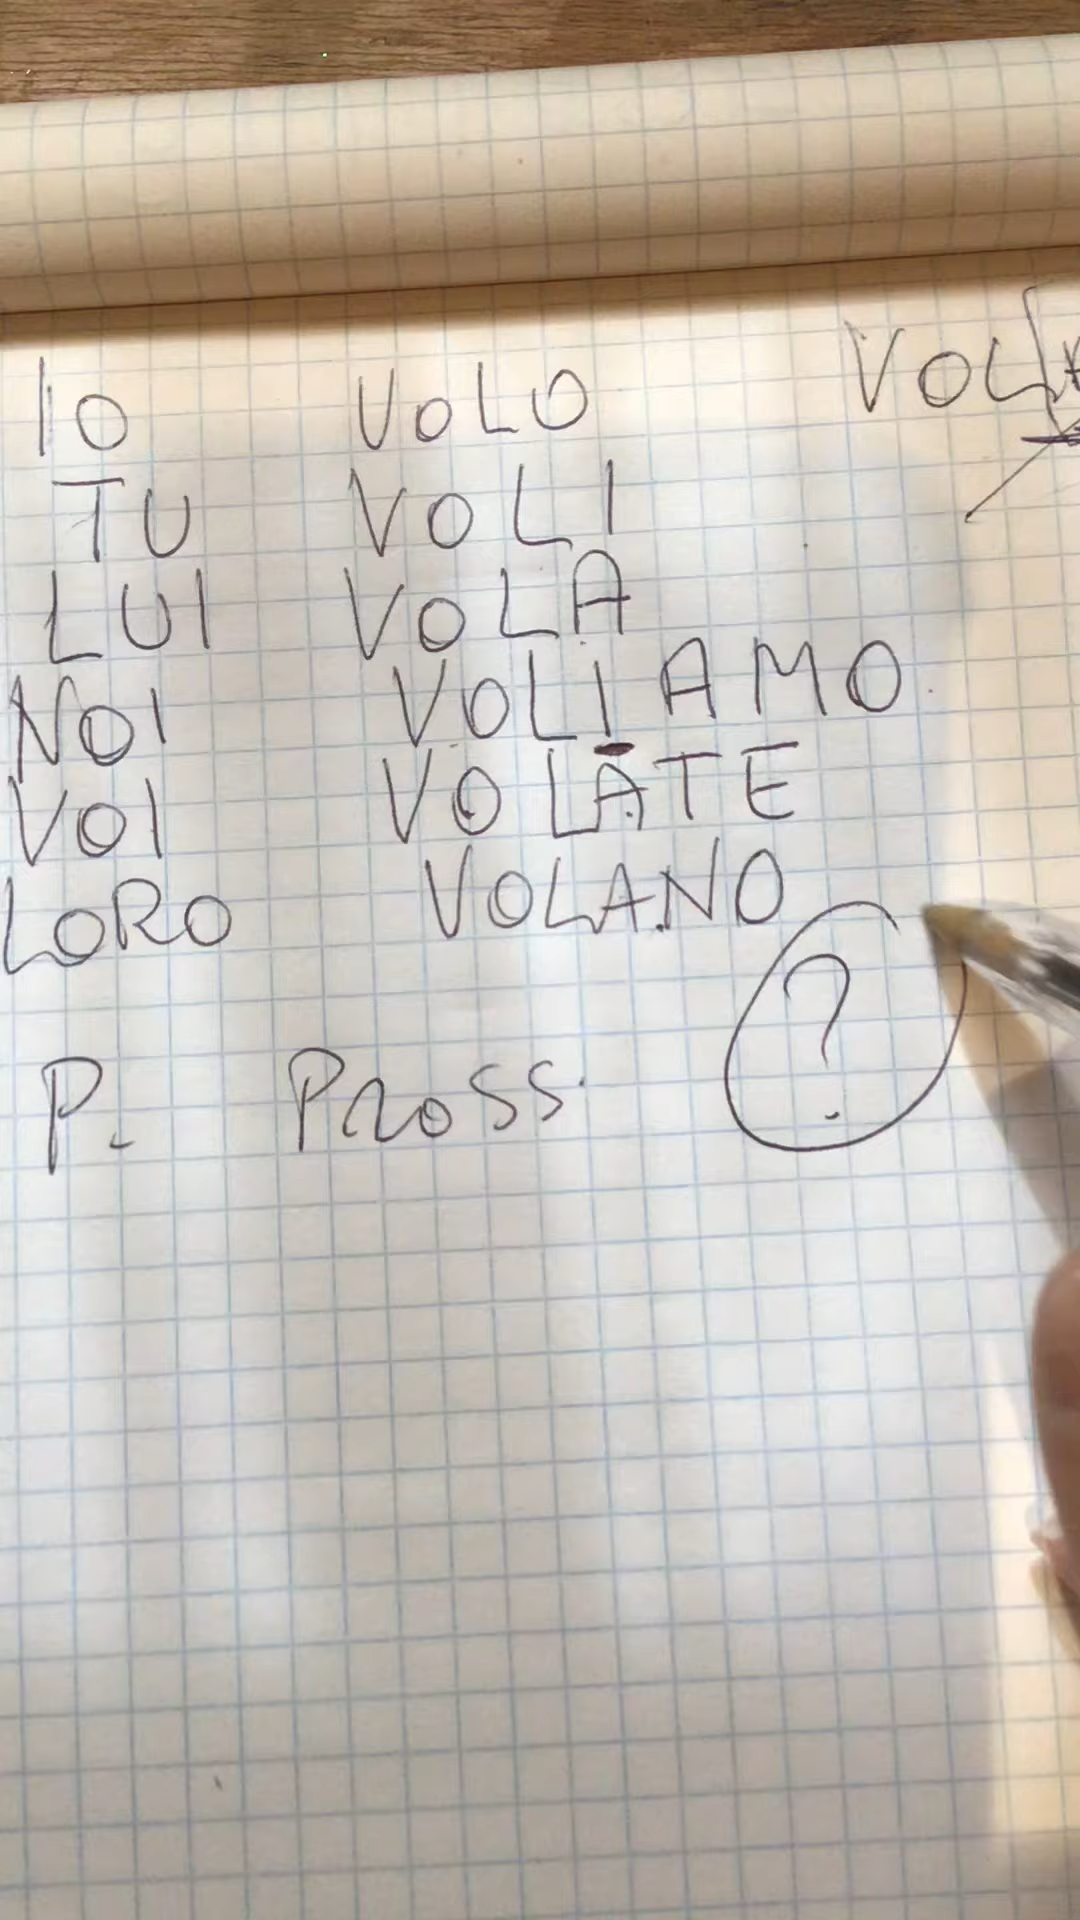 IO VOLO
TU VOLI
LUI VOLA
NOI VOLIAMO
VOI VOLATE
LORO VOLANO
P. PROSS. ?